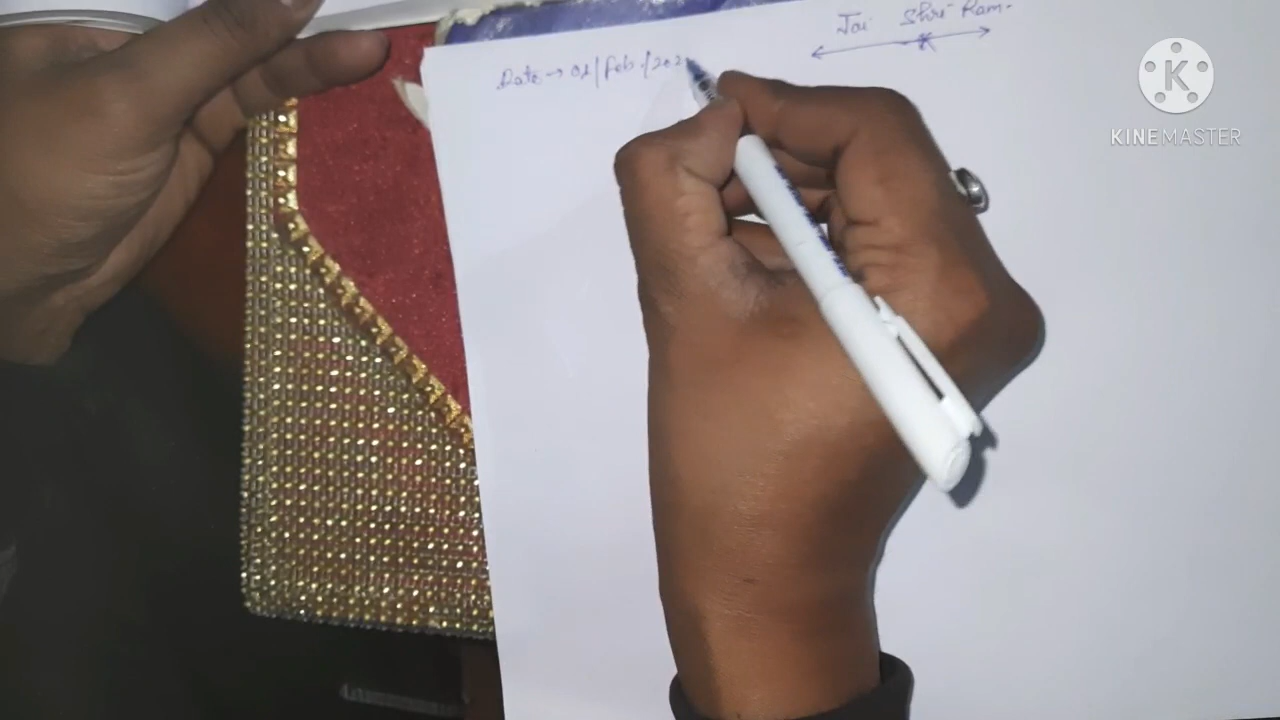 Jai Shri Ram.
Date → 01/Feb./202
KINEMASTER